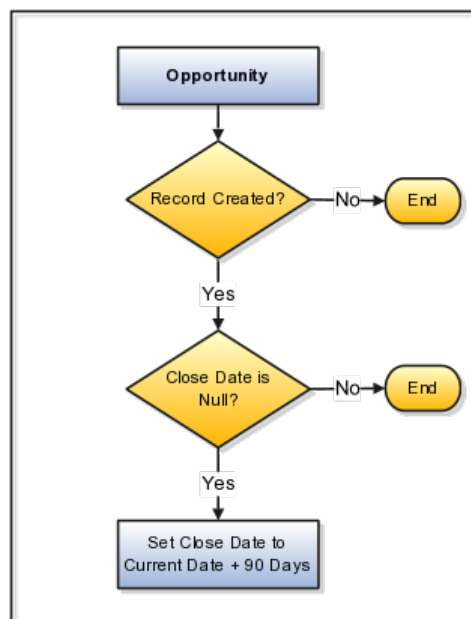 Opportunity
Record Created?
No
End
Yes
Close Date is
Null?
No
End
Yes
Set Close Date to
Current Date + 90 Days